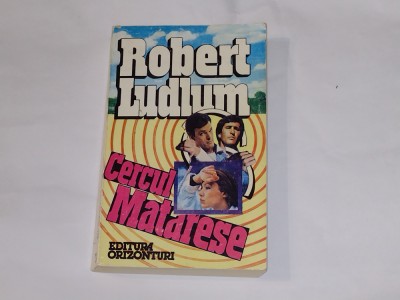 Robert
Ludlum
Cercul
Matarese
EDITURA
ORIZONTURI